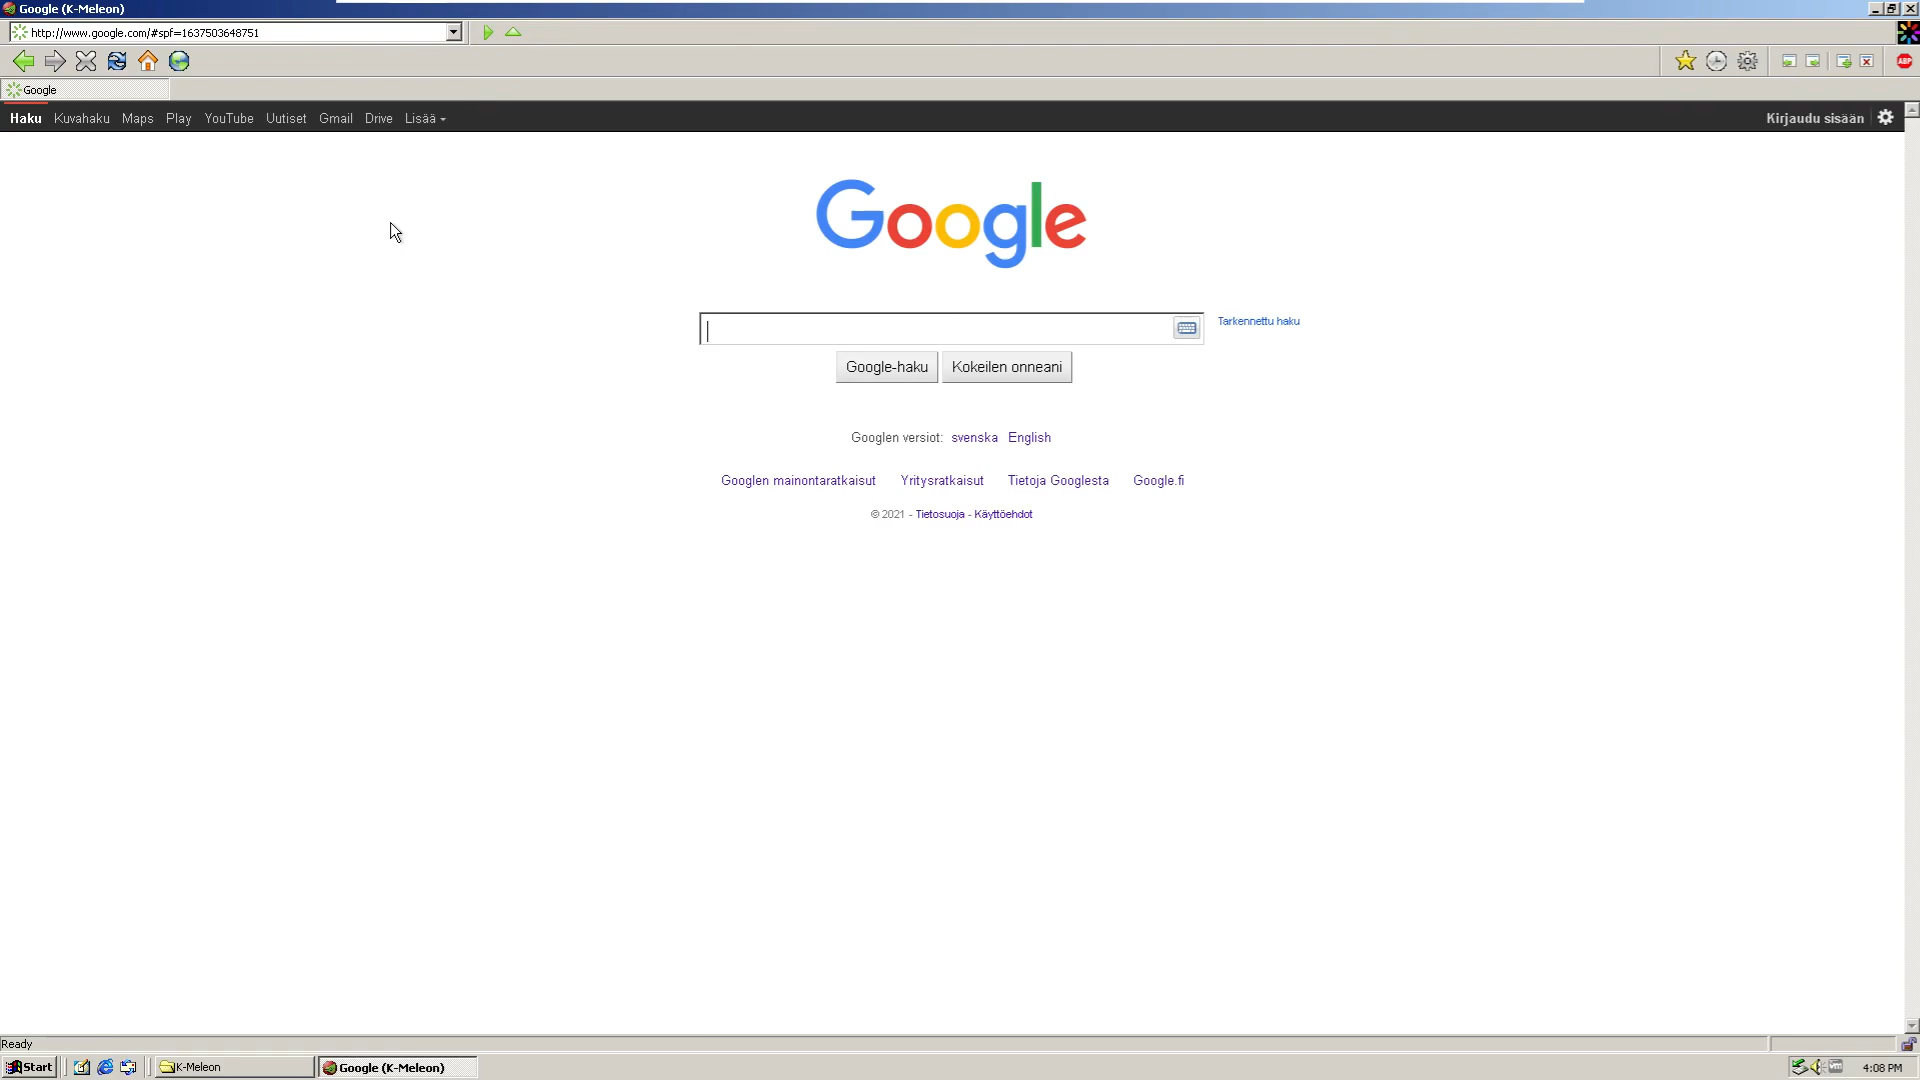 Google (K-Meleon)
http://www.google.com/#spf=1637503648751
ABP
Google
Haku Kuvahaku Maps Play YouTube Uutiset Gmail Drive Lisää
Kirjaudu sisään
Google
Tarkennettu haku
Google-haku Kokeilen onneani
Googlen versiot: svenska English
Googlen mainontaratkaisut Yritysratkaisut Tietoja Googlesta Google.fi
© 2021 - Tietosuoja - Käyttöehdot
Ready
Start K-Meleon Google (K-Meleon) 4:08 PM